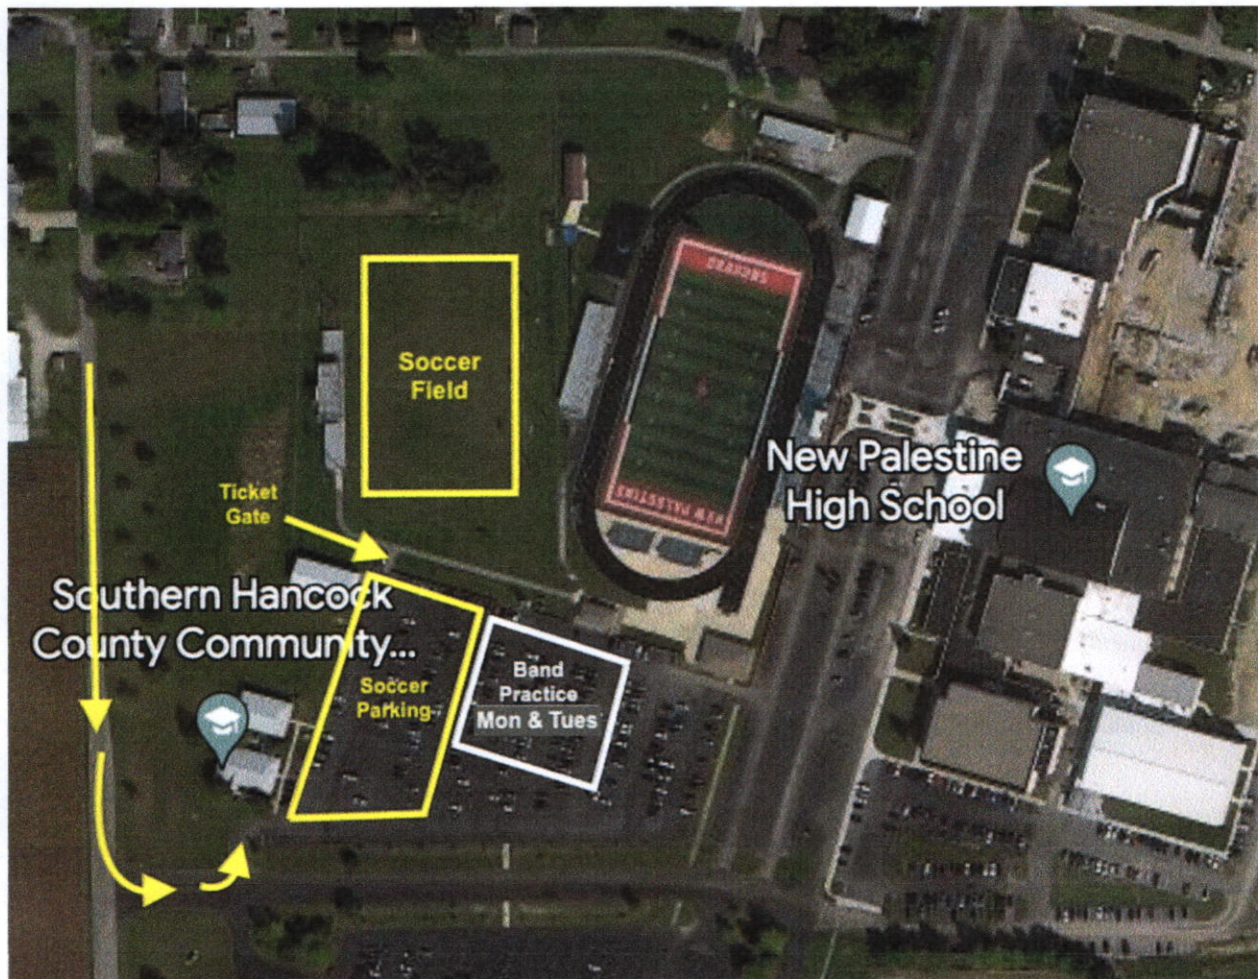 DRAGONS
Soccer
Field
New Palestine
High School
Ticket
Gate
NEW PALESTINE
Southern Hancock
County Community...
Soccer
Parking
Band
Practice
Mon & Tues